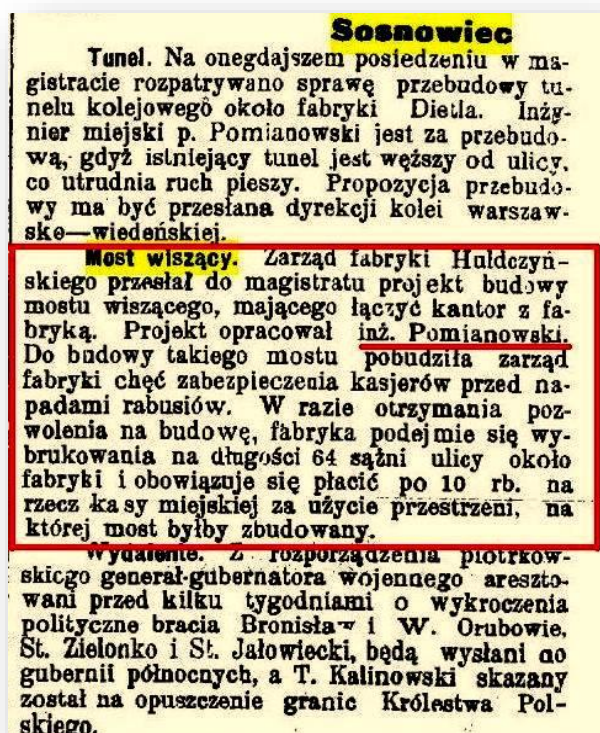 Sosnowiec
Tunel. Na onegdajszem posiedzeniu w ma-
gistracie rozpatrywano sprawę przebudowy tu-
nelu kolejowego około fabryki Dietla. Inży-
nier miejski p. Pomianowski jest za przebudo-
wą, gdyż istniejący tunel jest węższy od ulicy,
co utrudnia ruch pieszy. Propozycja przebudo-
wy ma być przesłana dyrekcji kolei warszaw-
sko—wiedeńskiej.
Most wiszący. Zarząd fabryki Hułdczyń-
skiego przesłał do magistratu projekt budowy
mostu wiszącego, mającego łączyć kantor z fa-
bryką. Projekt opracował inż. Pomianowski.
Do budowy takiego mostu pobudziła zarząd
fabryki chęć zabezpieczenia kasjerów przed na-
padami rabusiów. W razie otrzymania poz-
wolenia na budowę, fabryka podejmie się wy-
brukowania na długości 64 sążni ulicy około
fabryki i obowiązuje się płacić po 10 rb. na
rzecz kasy miejskiej za użycie przestrzeni, na
której most byłby zbudowany.
Wydalenie. Z rozporządzenia piotrkow-
skiego generał-gubernatora wojennego areszto-
wani przed kilku tygodniami o wykroczenia
polityczne bracia Bronisław i W. Orubowie,
St. Zielonko i St. Jałowiecki, będą wysłani do
gubernii północnych, a T. Kalinowski skazany
został na opuszczenie granic Królestwa Pol-
skiego.